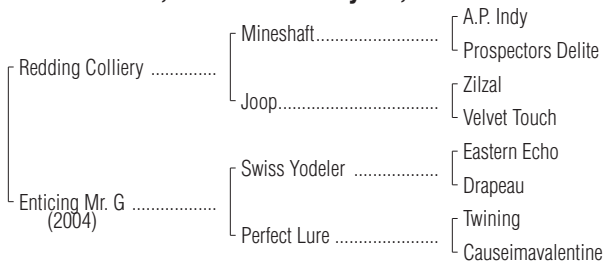 A.P. Indy
Mineshaft..............................
Prospectors Delite
Redding Colliery ..............
Zilzal
Joop.......................................
Velvet Touch
Eastern Echo
Swiss Yodeler ....................
Drapeau
Enticing Mr. G ..................
(2004)
Twining
Perfect Lure .........................
Causeimavalentine